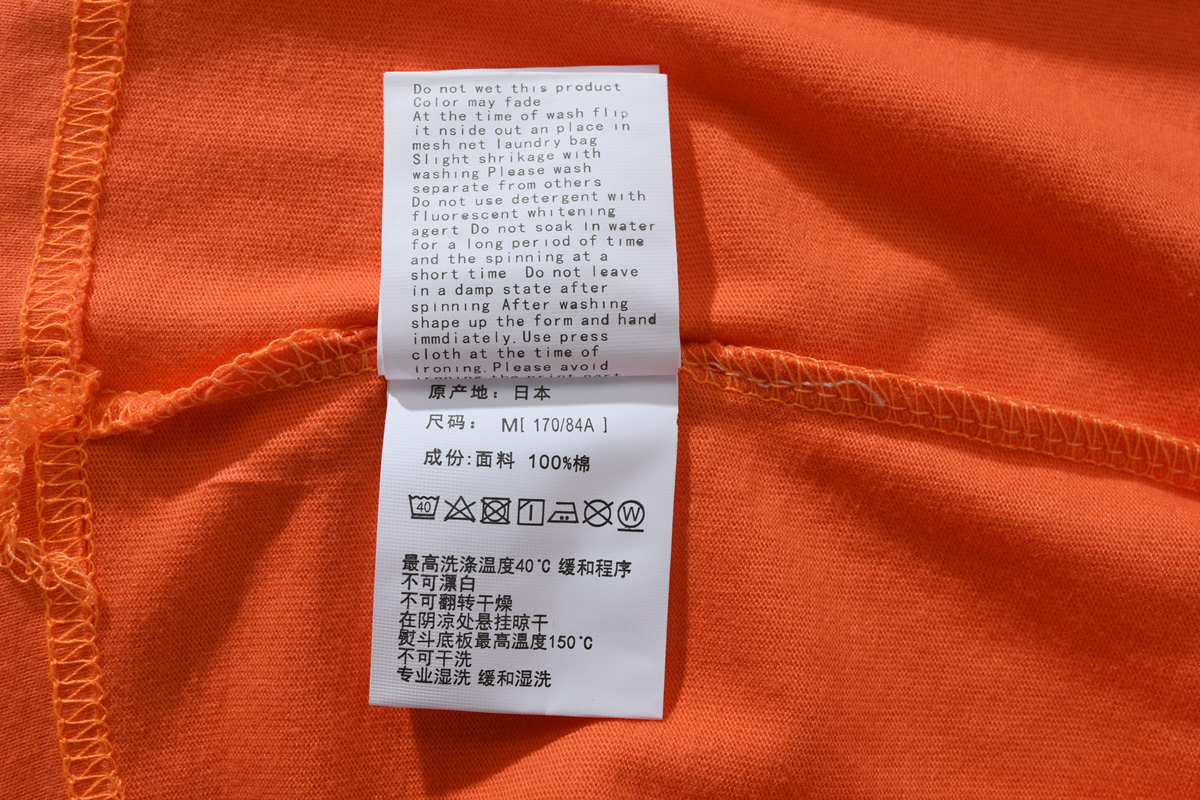 Do not wet this product
Color may fade
At the time of wash flip
it nside out an place in
mesh net laundry bag
Slight shrikage with
washing Please wash
separate from others
Do not use detergent with
fluorescent whitening
agert Do not soak in water
for a long period of time
and the spinning at a
short time Do not leave
in a damp state after
spinning After washing
shape up the form and hand
immdiately. Use press
cloth at the time of
ironing. Please avoid
ironing the print part
原产地：日本
尺码： M[ 170/84A ]
成份:面料 100%棉
40 W
最高洗涤温度40℃ 缓和程序
不可漂白
不可翻转干燥
在阴凉处悬挂晾干
熨斗底板最高温度150℃
不可干洗
专业湿洗 缓和湿洗